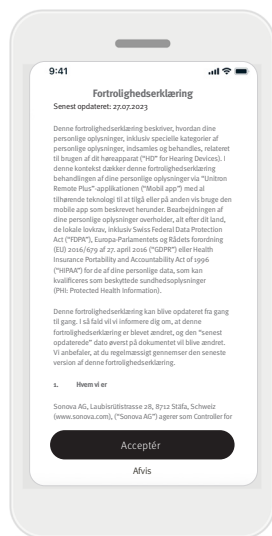 9:41
Fortrolighedserklæring
Senest opdateret: 27.07.2023
Denne fortrolighedserklæring beskriver, hvordan dine
personlige oplysninger, inklusiv specielle kategorier af
personlige oplysninger, indsamles og behandles, relateret
til brugen af dit høreapparat ("HD" for Hearing Devices). I
denne kontekst dækker denne fortrolighedserklæring
behandlingen af dine personlige oplysninger via "Unitron
Remote Plus"-applikationen ("Mobil app") med al
tilhørende teknologi til at tilgå eller på anden vis bruge den
mobile app som beskrevet herunder. Bearbejdningen af
dine personlige oplysninger overholder, alt efter dit land,
de lokale lovkrav, inklusiv Swiss Federal Data Protection
Act ("FDPA"), Europa-Parlamentets og Rådets forordning
(EU) 2016/679 af 27. april 2016 ("GDPR") eller Health
Insurance Portability and Accountability Act of 1996
("HIPAA") for de af dine personlige data, som kan
kvalificeres som beskyttede sundhedsoplysninger
(PHI: Protected Health Information).
Denne fortrolighedserklæring kan blive opdateret fra gang
til gang. I så fald vil vi informere dig om, at denne
fortrolighedserklæring er blevet ændret, og den "senest
opdaterede" dato øverst på dokumentet vil blive ændret.
Vi anbefaler, at du regelmæssigt gennemser den seneste
version af denne fortrolighedserklæring.
1. Hvem vi er
Sonova AG, Laubisrütistrasse 28, 8712 Stäfa, Schweiz
(www.sonova.com), ("Sonova AG") agerer som Controller for
Acceptér
Afvis